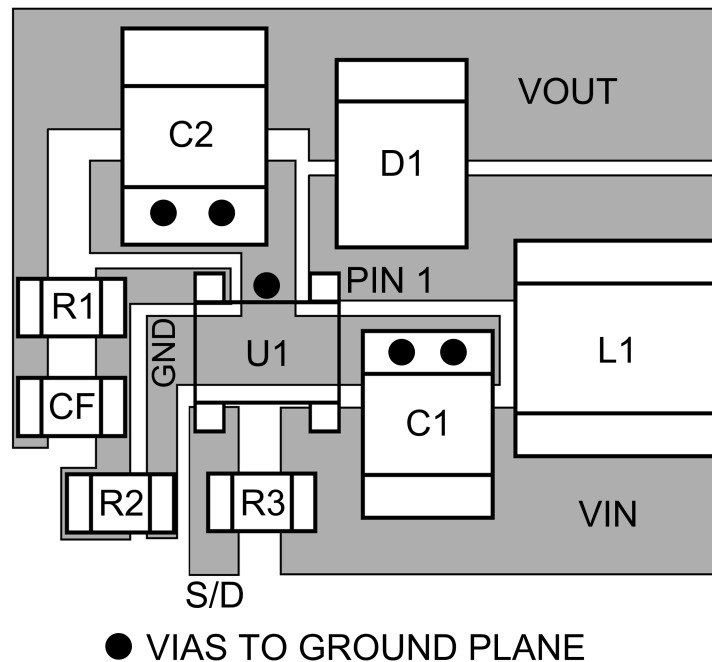 VOUT
C2
D1
PIN 1
R1
GND
U1
L1
CF
C1
R2
R3
VIN
S/D
VIAS TO GROUND PLANE